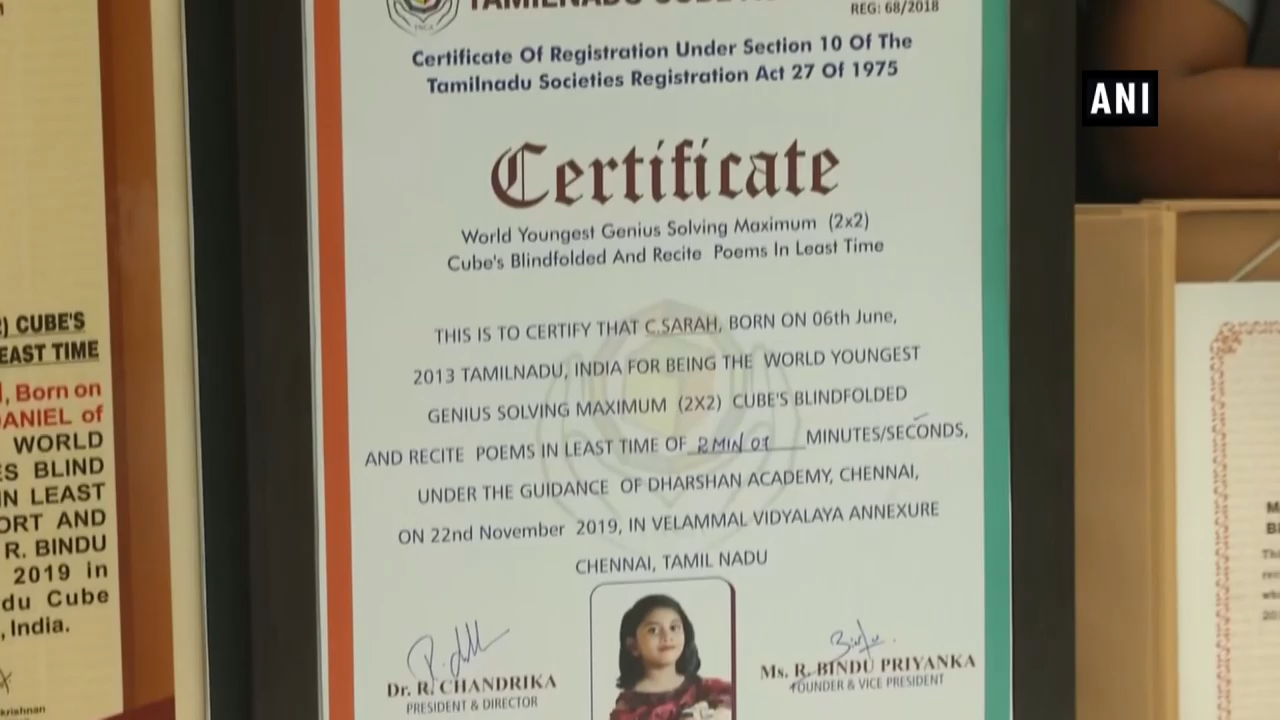 TAMILNADU
REG: 68/2018
Certificate Of Registration Under Section 10 Of The
Tamilnadu Societies Registration Act 27 Of 1975
ANI
Certificate
World Youngest Genius Solving Maximum (2x2)
Cube's Blindfolded And Recite Poems In Least Time
THIS IS TO CERTIFY THAT C.SARAH, BORN ON 06th June,
2013 TAMILNADU, INDIA FOR BEING THE WORLD YOUNGEST
GENIUS SOLVING MAXIMUM (2X2) CUBE'S BLINDFOLDED
AND RECITE POEMS IN LEAST TIME OF 2 MIN 07 MINUTES/SECONDS,
UNDER THE GUIDANCE OF DHARSHAN ACADEMY, CHENNAI,
ON 22nd November 2019, IN VELAMMAL VIDYALAYA ANNEXURE
CHENNAI, TAMIL NADU
Dr. R. CHANDRIKA
PRESIDENT & DIRECTOR
Ms. R. BINDU PRIYANKA
FOUNDER & VICE PRESIDENT
) CUBE'S
EAST TIME
, Born on
DANIEL of
WORLD
ES BLIND
IN LEAST
ORT AND
R. BINDU
2019 in
du Cube
, India.
krishnan